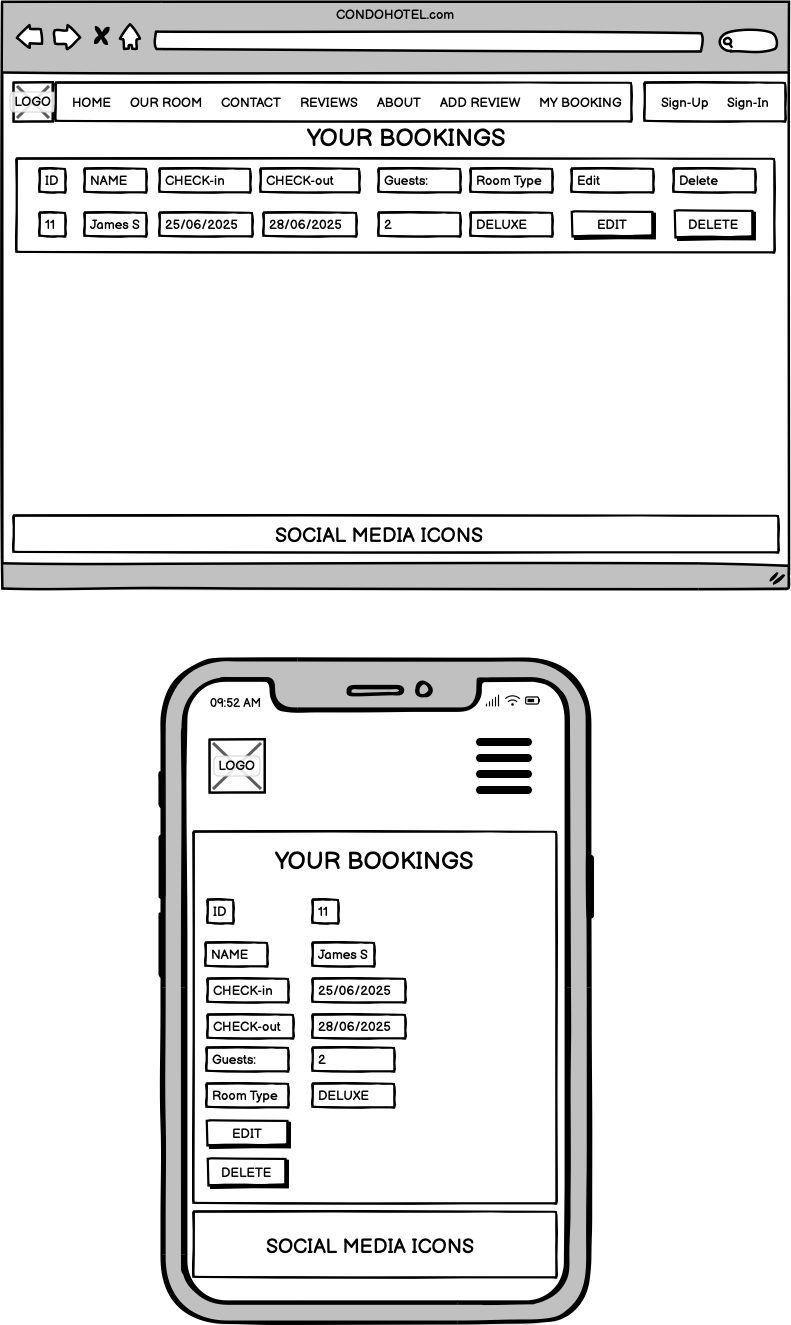 CONDOHOTEL.com
LOGO HOME OUR ROOM CONTACT REVIEWS ABOUT ADD REVIEW MY BOOKING Sign-Up Sign-In
YOUR BOOKINGS
ID NAME CHECK-in CHECK-out Guests: Room Type Edit Delete
11 James S 25/06/2025 28/06/2025 2 DELUXE EDIT DELETE
SOCIAL MEDIA ICONS
09:52 AM
LOGO
YOUR BOOKINGS
ID 11
NAME James S
CHECK-in 25/06/2025
CHECK-out 28/06/2025
Guests: 2
Room Type DELUXE
EDIT
DELETE
SOCIAL MEDIA ICONS